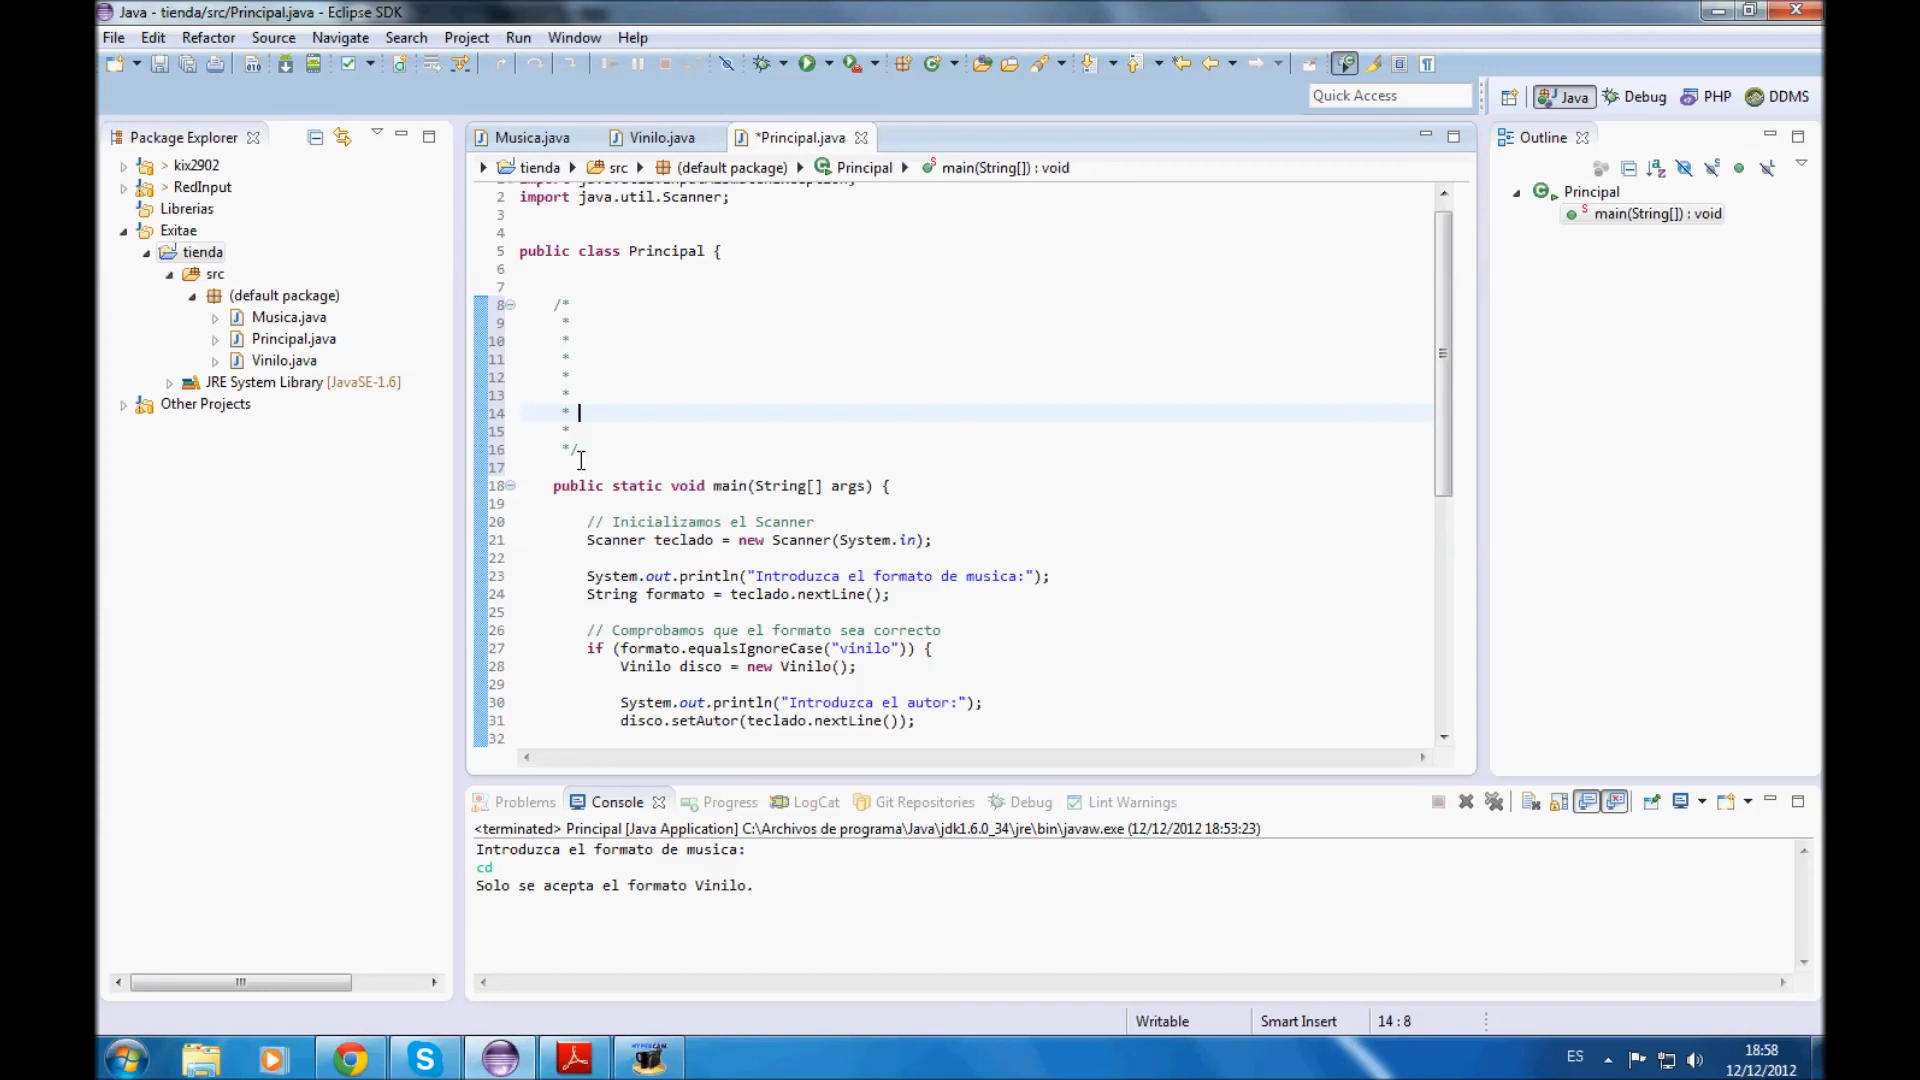 Java - tienda/src/Principal.java - Eclipse SDK
File Edit Refactor Source Navigate Search Project Run Window Help
Quick Access
Java Debug PHP DDMS
Package Explorer
> kix2902
> RedInput
Librerias
Exitae
tienda
src
(default package)
Musica.java
Principal.java
Vinilo.java
JRE System Library [JavaSE-1.6]
Other Projects
Musica.java Vinilo.java *Principal.java
tienda src (default package) Principal main(String[]) : void
2 import java.util.Scanner;
3
4
5 public class Principal {
6
7
8 /*
9 *
10 *
11 *
12 *
13 *
14 *
15 *
16 */
17
18 public static void main(String[] args) {
19
20 // Inicializamos el Scanner
21 Scanner teclado = new Scanner(System.in);
22
23 System.out.println("Introduzca el formato de musica:");
24 String formato = teclado.nextLine();
25
26 // Comprobamos que el formato sea correcto
27 if (formato.equalsIgnoreCase("vinilo")) {
28 Vinilo disco = new Vinilo();
29
30 System.out.println("Introduzca el autor:");
31 disco.setAutor(teclado.nextLine());
32
Outline
Principal
main(String[]) : void
Problems Console Progress LogCat Git Repositories Debug Lint Warnings
<terminated> Principal [Java Application] C:\Archivos de programa\Java\jdk1.6.0_34\jre\bin\javaw.exe (12/12/2012 18:53:23)
Introduzca el formato de musica:
cd
Solo se acepta el formato Vinilo.
Writable Smart Insert 14 : 8
HYPERCAM
ES
18:58
12/12/2012